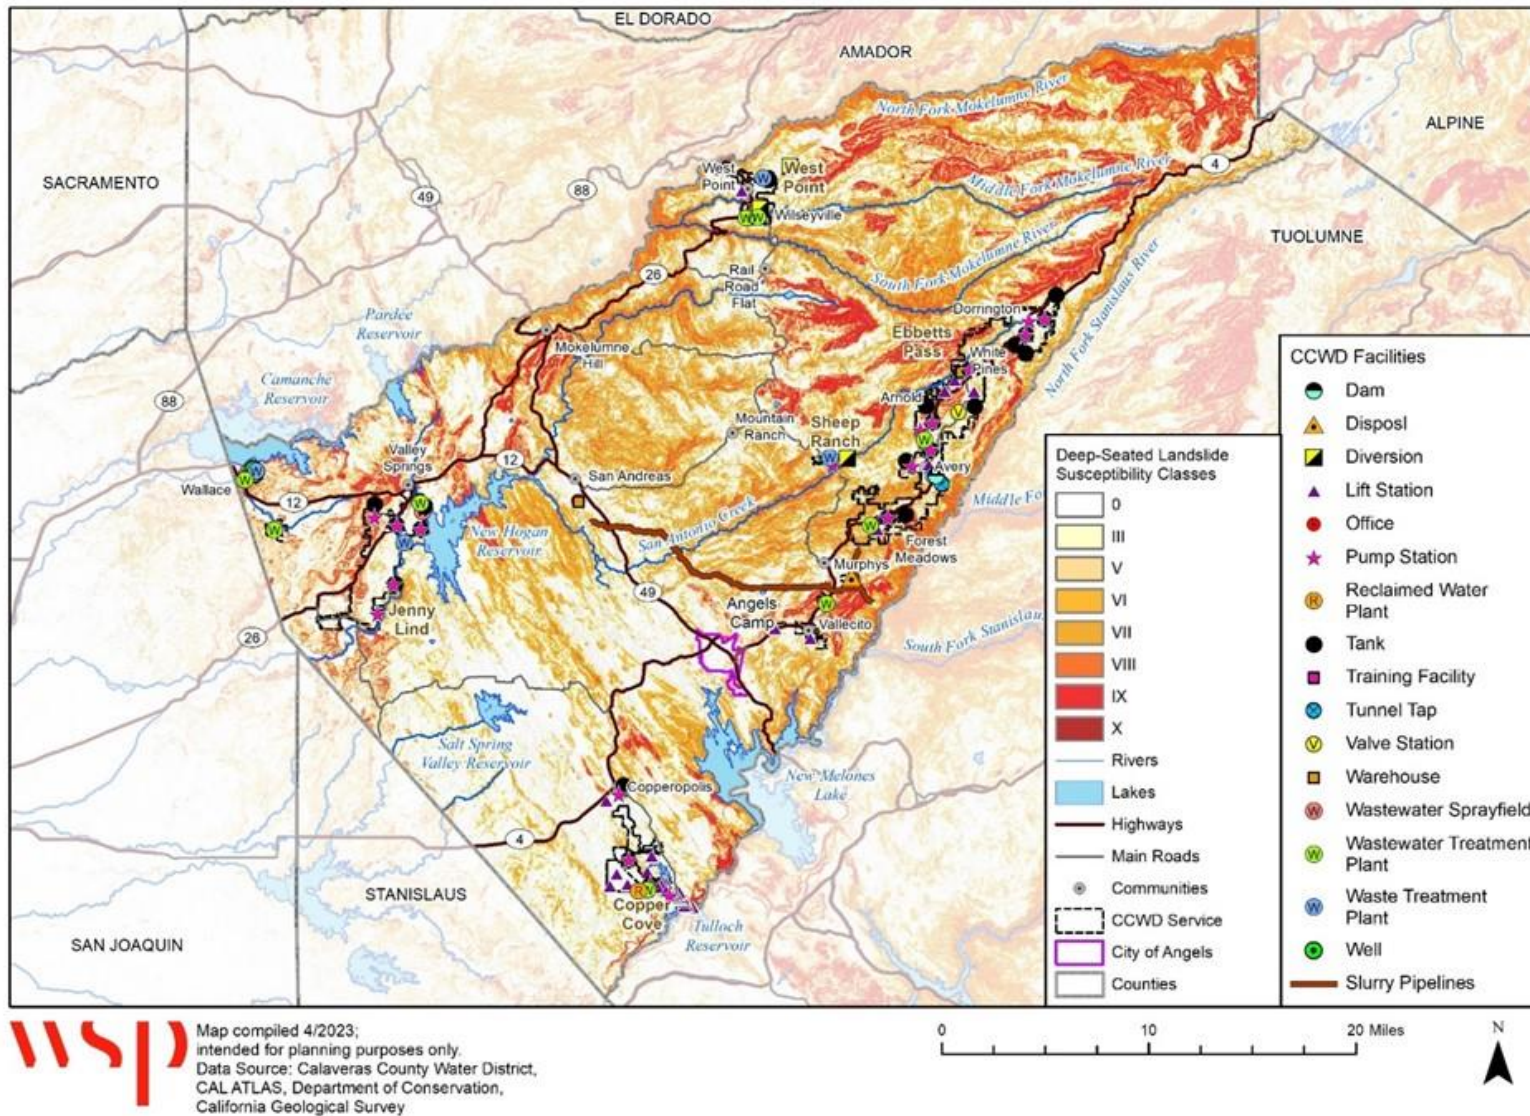 EL DORADO
AMADOR
ALPINE
SACRAMENTO
TUOLUMNE
STANISLAUS
SAN JOAQUIN
North Fork Mokelumne River
Middle Fork Mokelumne River
South Fork Mokelumne River
North Fork Stanislaus River
Middle Fo
South Fork Stanislau
San Antonio Creek
49
88
4
26
88
12
12
49
26
4
West
Point
West
Point
Wilseyville
Rail
Road
Flat
Pardee
Reservoir
Camanche
Reservoir
Mokelumne
Hill
Dorrington
Ebbetts
Pass
White
Pines
Arnold
Mountain
Ranch
Sheep
Ranch
Avery
Valley
Springs
San Andreas
Wallace
New Hogan
Reservoir
Forest
Meadows
Murphys
Angels
Camp
Vallecito
Jenny
Lind
Salt Spring
Valley Reservoir
New Melones
Lake
Copperopolis
Copper
Cove
Tulloch
Reservoir
Deep-Seated Landslide
Susceptibility Classes
0
III
V
VI
VII
VIII
IX
X
Rivers
Lakes
Highways
Main Roads
Communities
CCWD Service
City of Angels
Counties
CCWD Facilities
Dam
Disposl
Diversion
Lift Station
Office
Pump Station
R Reclaimed Water
Plant
Tank
Training Facility
Tunnel Tap
V Valve Station
Warehouse
W Wastewater Sprayfield
W Wastewater Treatment
Plant
W Waste Treatment
Plant
Well
Slurry Pipelines
wsp
Map compiled 4/2023;
intended for planning purposes only.
Data Source: Calaveras County Water District,
CAL ATLAS, Department of Conservation,
California Geological Survey
0 10 20 Miles
N